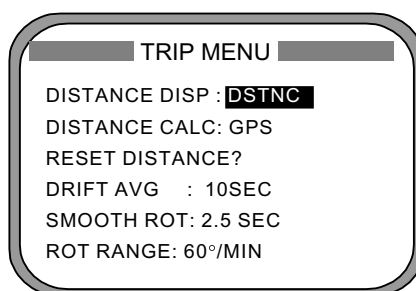 TRIP MENU
DISTANCE DISP : DSTNC
DISTANCE CALC: GPS
RESET DISTANCE?
DRIFT AVG : 10SEC
SMOOTH ROT: 2.5 SEC
ROT RANGE: 60°/MIN